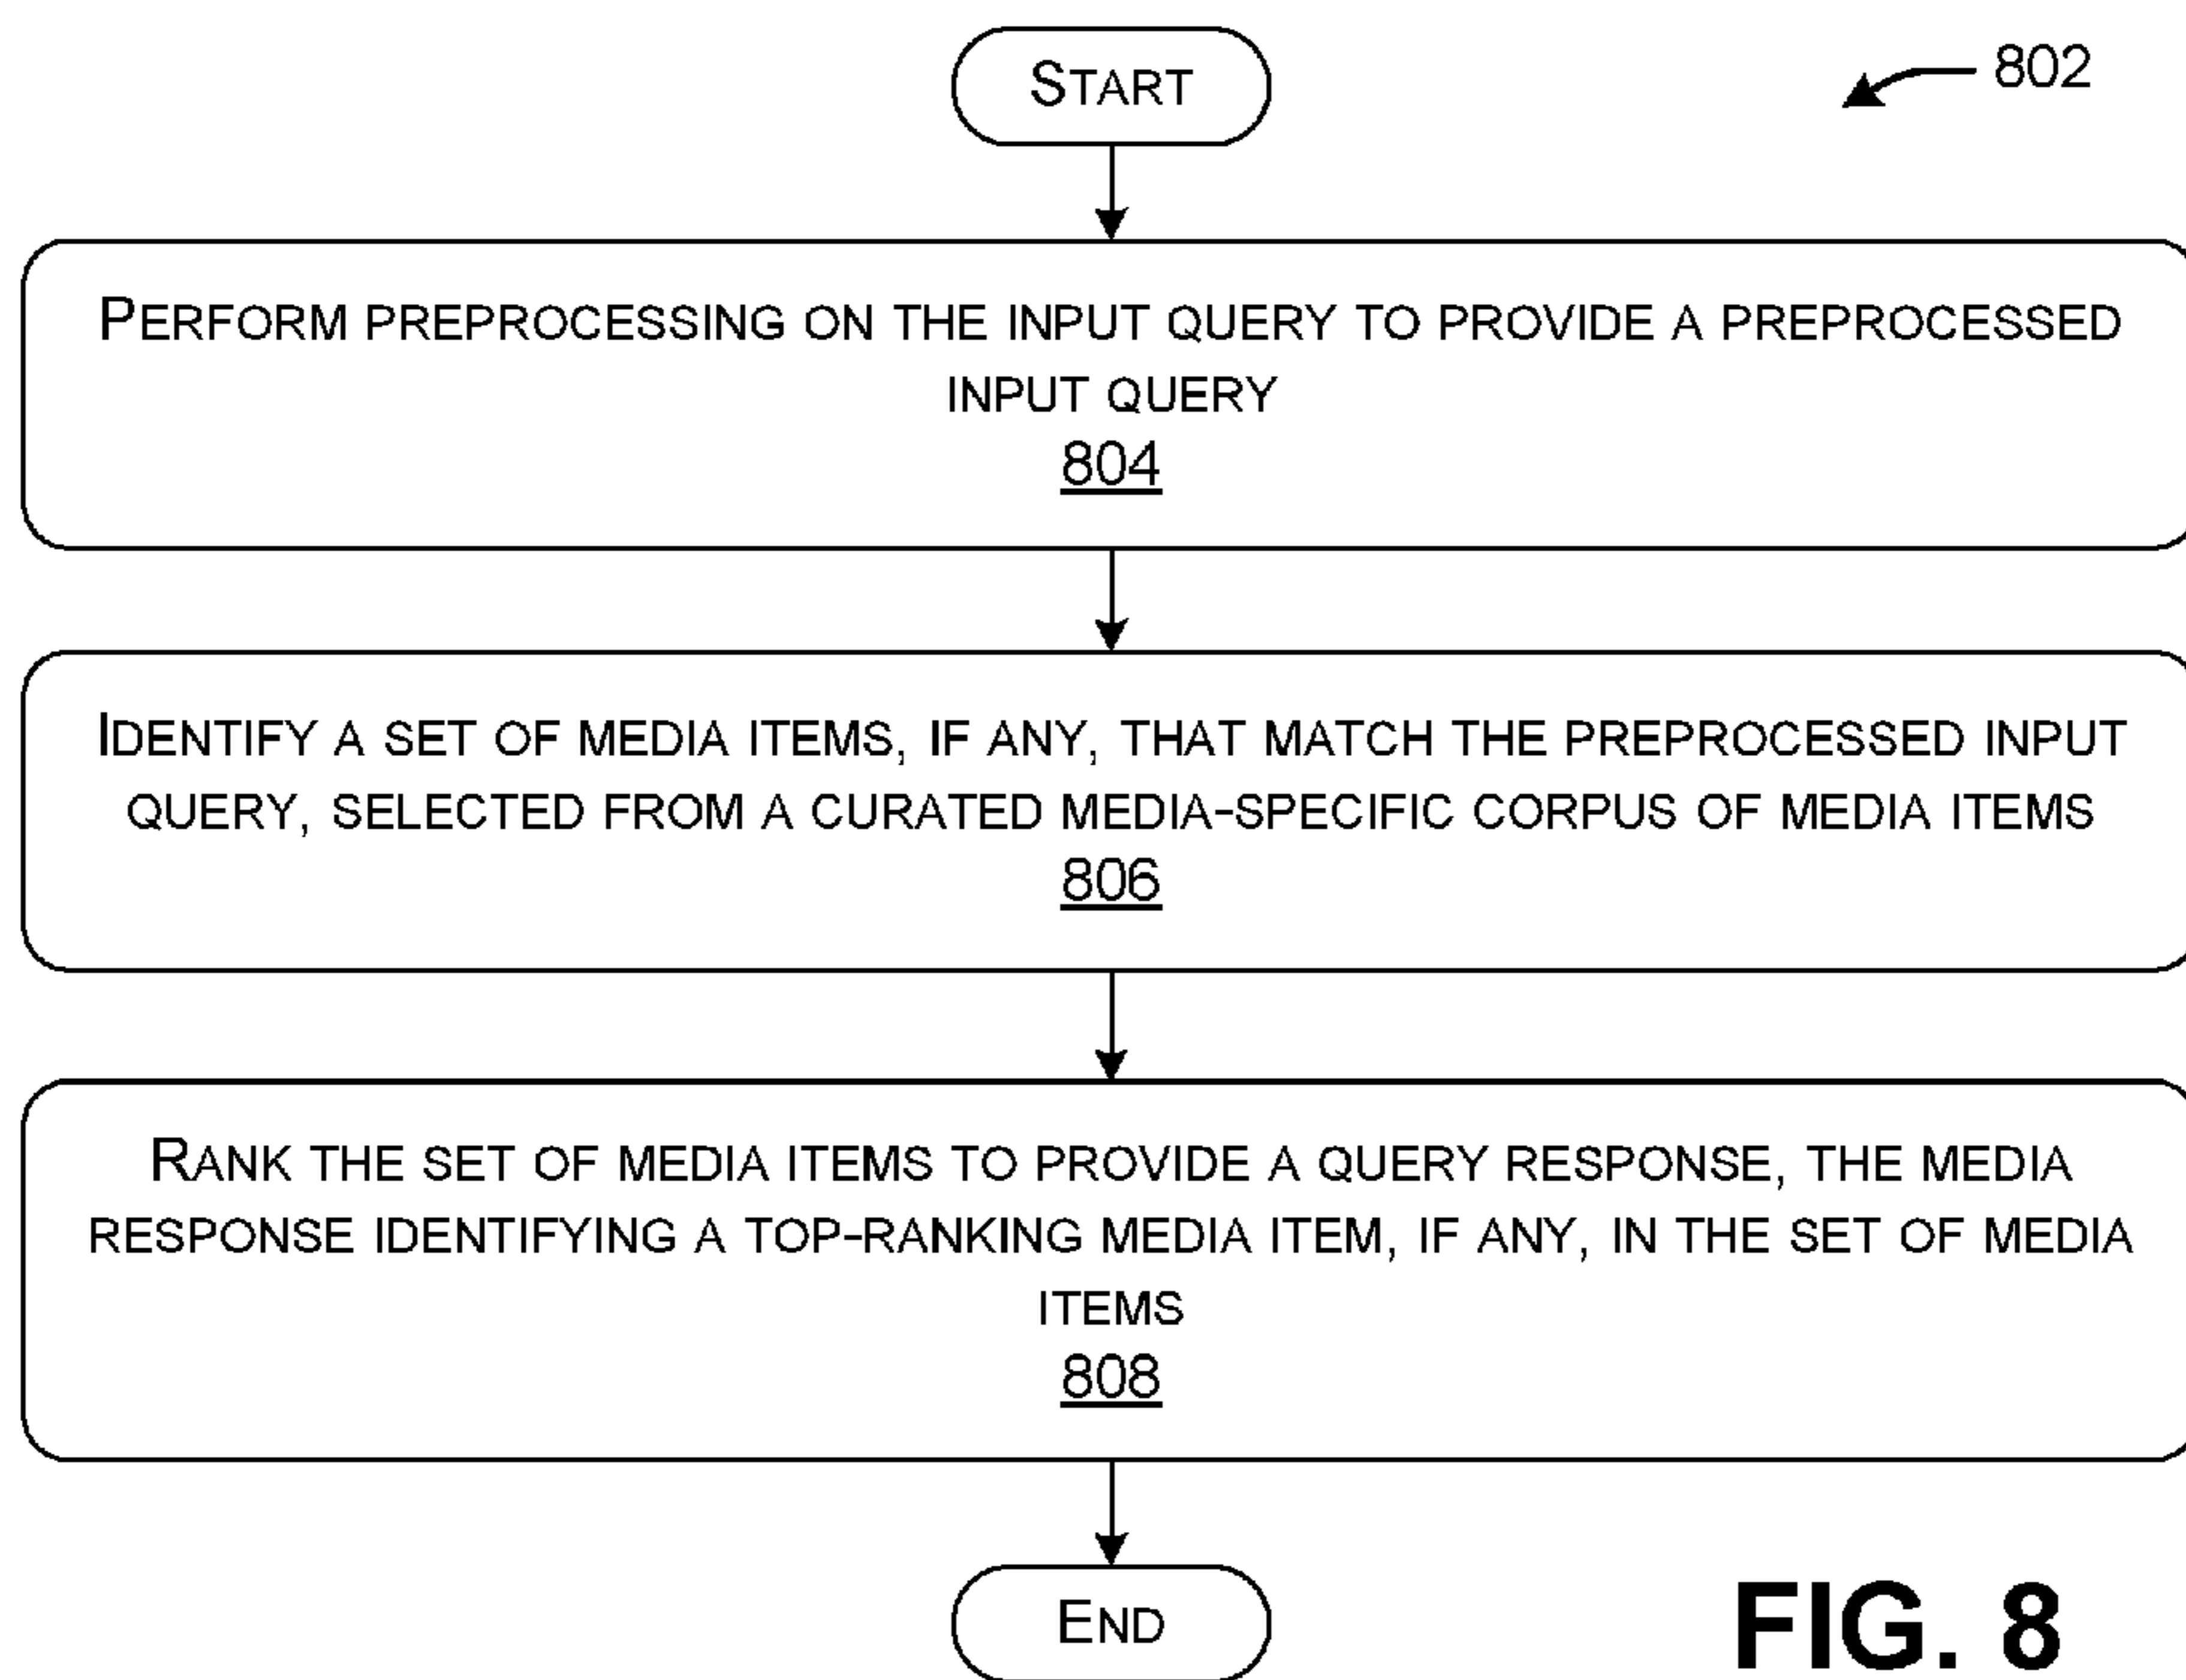 START
802
PERFORM PREPROCESSING ON THE INPUT QUERY TO PROVIDE A PREPROCESSED
INPUT QUERY
804
IDENTIFY A SET OF MEDIA ITEMS, IF ANY, THAT MATCH THE PREPROCESSED INPUT
QUERY, SELECTED FROM A CURATED MEDIA-SPECIFIC CORPUS OF MEDIA ITEMS
806
RANK THE SET OF MEDIA ITEMS TO PROVIDE A QUERY RESPONSE, THE MEDIA
RESPONSE IDENTIFYING A TOP-RANKING MEDIA ITEM, IF ANY, IN THE SET OF MEDIA
ITEMS
808
END
FIG. 8